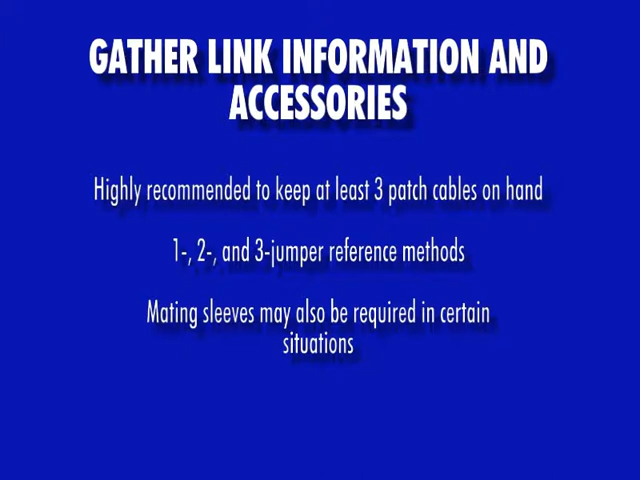 GATHER LINK INFORMATION AND
ACCESSORIES
Highly recommended to keep at least 3 patch cables on hand
1-, 2-, and 3-jumper reference methods
Mating sleeves may also be required in certain
situations